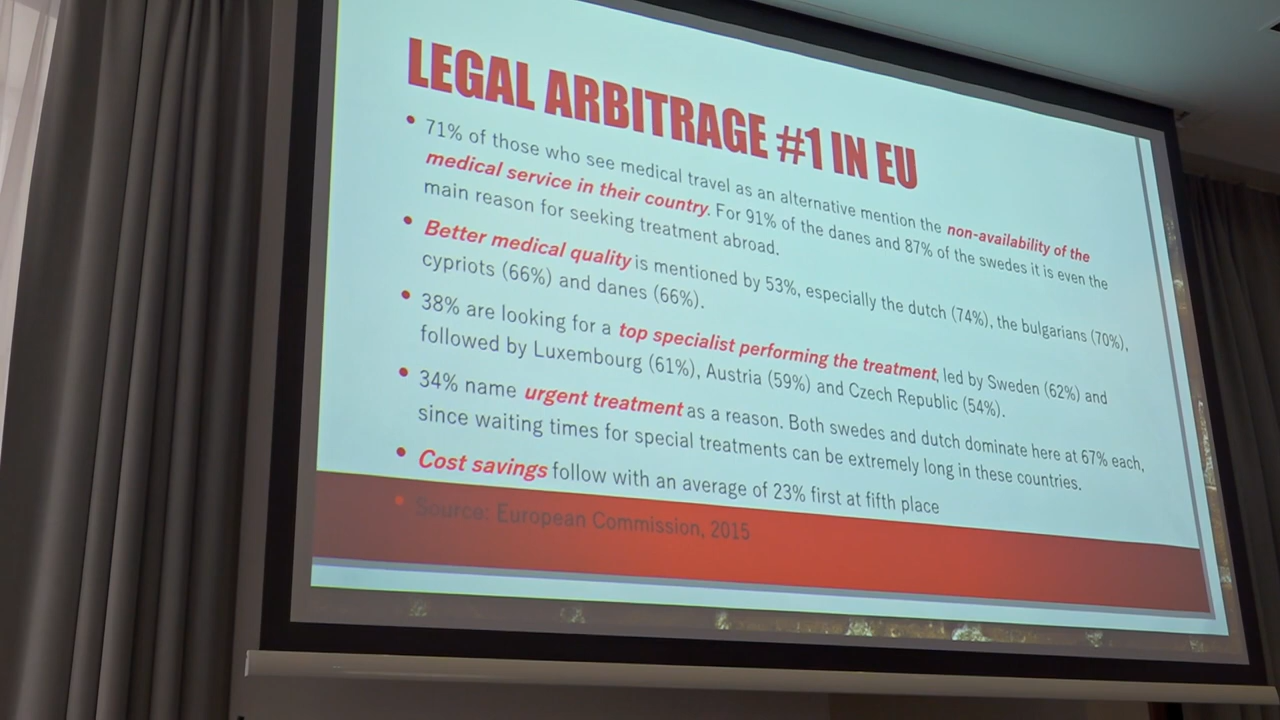 LEGAL ARBITRAGE #1 IN EU
• 71% of those who see medical travel as an alternative mention the non-availability of the
medical service in their country. For 91% of the danes and 87% of the swedes it is even the
main reason for seeking treatment abroad.
• Better medical quality is mentioned by 53%, especially the dutch (74%), the bulgarians (70%),
cypriots (66%) and danes (66%).
• 38% are looking for a top specialist performing the treatment, led by Sweden (62%) and
followed by Luxembourg (61%), Austria (59%) and Czech Republic (54%).
• 34% name urgent treatment as a reason. Both swedes and dutch dominate here at 67% each,
since waiting times for special treatments can be extremely long in these countries.
• Cost savings follow with an average of 23% first at fifth place
• Source: European Commission, 2015